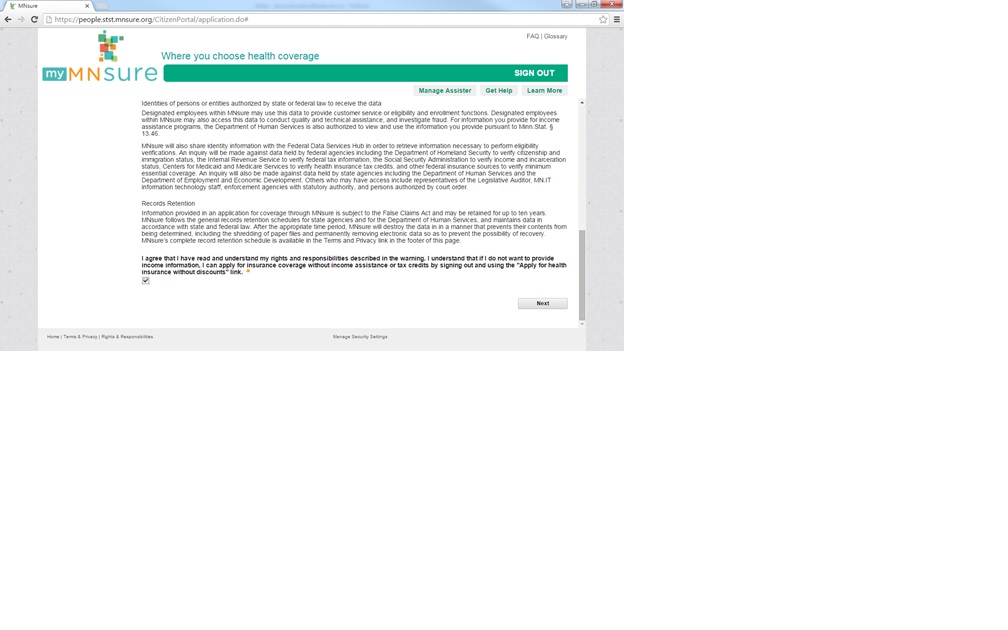 MNsure
https://people.stst.mnsure.org/CitizenPortal/application.do#
FAQ | Glossary
Where you choose health coverage
my MNsure
SIGN OUT
Manage Assister Get Help Learn More
Identities of persons or entities authorized by state or federal law to receive the data
Designated employees within MNsure may use this data to provide customer service or eligibility and enrollment functions. Designated employees
within MNsure may also access this data to conduct quality and technical assistance, and investigate fraud. For information you provide for income
assistance programs, the Department of Human Services is also authorized to view and use the information you provide pursuant to Minn.Stat. §
13.46.
MNsure will also share identity information with the Federal Data Services Hub in order to retrieve information necessary to perform eligibility
verifications. An inquiry will be made against data held by federal agencies including the Department of Homeland Security to verify citizenship and
immigration status, the Internal Revenue Service to verify federal tax information, the Social Security Administration to verify income and incarceration
status, Centers for Medicaid and Medicare Services to verify health insurance tax credits, and other federal insurance sources to verify minimum
essential coverage. An inquiry will also be made against data held by state agencies including the Department of Human Services and the
Department of Employment and Economic Development. Others who may have access include representatives of the Legislative Auditor, MN.IT
information technology staff, enforcement agencies with statutory authority, and persons authorized by court order.
Records Retention
Information provided in an application for coverage through MNsure is subject to the False Claims Act and may be retained for up to ten years.
MNsure follows the general records retention schedules for state agencies and for the Department of Human Services, and maintains data in
accordance with state and federal law. After the appropriate time period, MNsure will destroy the data in in a manner that prevents their contents from
being determined, including the shredding of paper files and permanently removing electronic data so as to prevent the possibility of recovery.
MNsure's complete record retention schedule is available in the Terms and Privacy link in the footer of this page.
I agree that I have read and understand my rights and responsibilities described in the warning. I understand that if I do not want to provide
income information, I can apply for insurance coverage without income assistance or tax credits by signing out and using the "Apply for health
insurance without discounts" link. *
Next
Home | Terms & Privacy | Rights & Responsibilities
Manage Security Settings